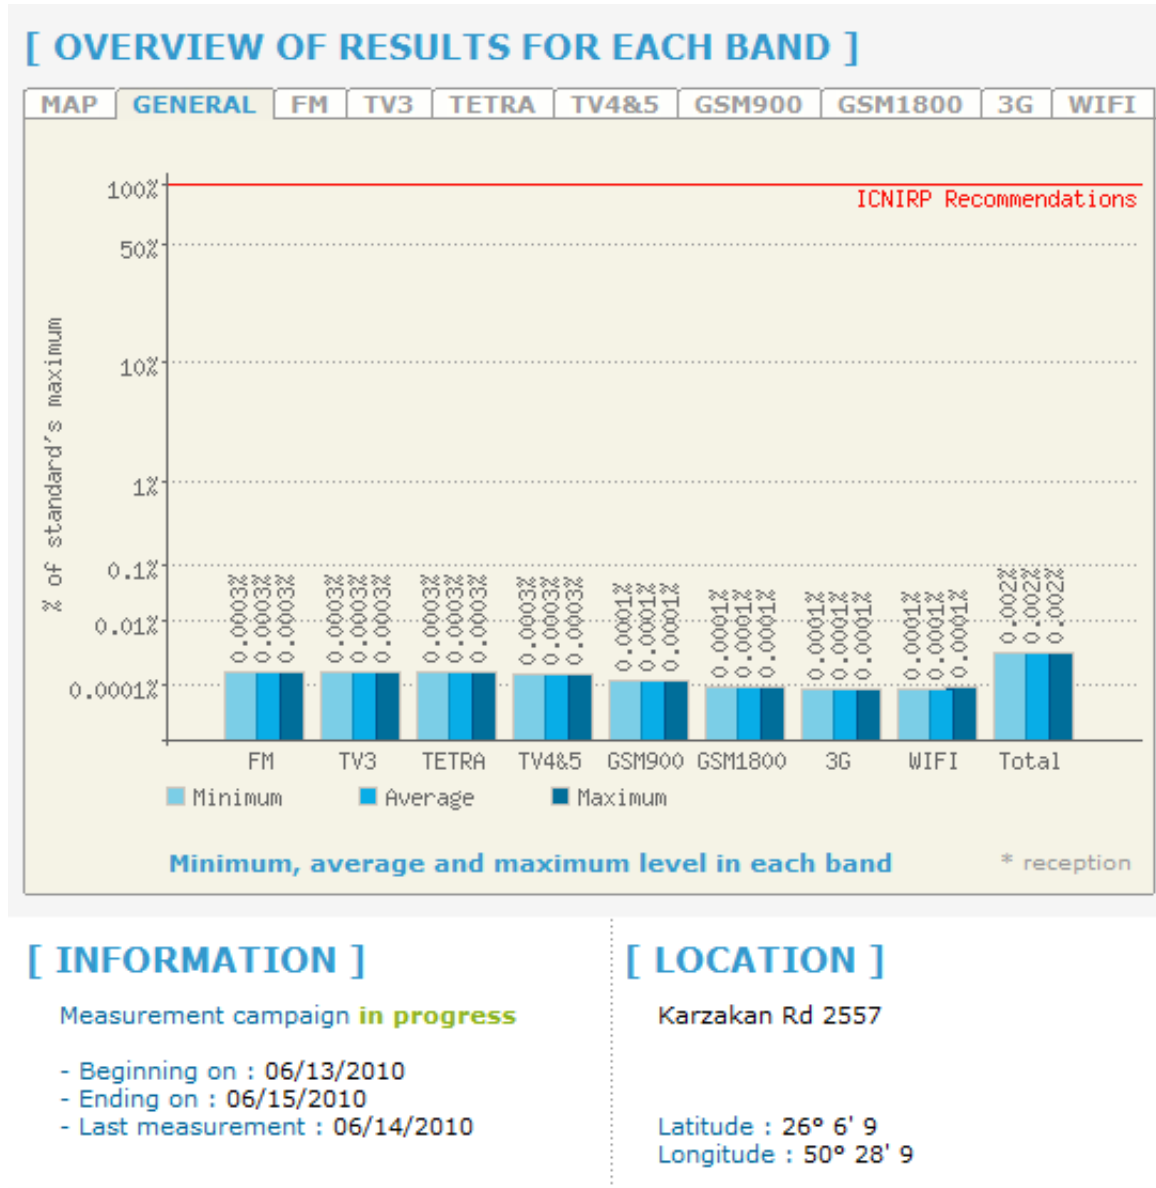 [ OVERVIEW OF RESULTS FOR EACH BAND ]
MAP GENERAL FM TV3 TETRA TV4&5 GSM900 GSM1800 3G WIFI
100%
ICNIRP Recommendations
50%
10%
1%
0.1%
0.01%
0.0001%
% of standard's maximum
0.0003% 0.0003% 0.0003% 0.0003% 0.0003% 0.0003% 0.0003% 0.0003% 0.0003% 0.0003% 0.0003% 0.0003% 0.0001% 0.0001% 0.0001% 0.0001% 0.0001% 0.0001% 0.0001% 0.0001% 0.0001% 0.0001% 0.0001% 0.0001% 0.002% 0.002% 0.002%
FM TV3 TETRA TV4&5 GSM900 GSM1800 3G WIFI Total
Minimum Average Maximum
Minimum, average and maximum level in each band * reception
[ INFORMATION ]
Measurement campaign in progress
- Beginning on : 06/13/2010
- Ending on : 06/15/2010
- Last measurement : 06/14/2010
[ LOCATION ]
Karzakan Rd 2557
Latitude : 26° 6' 9
Longitude : 50° 28' 9